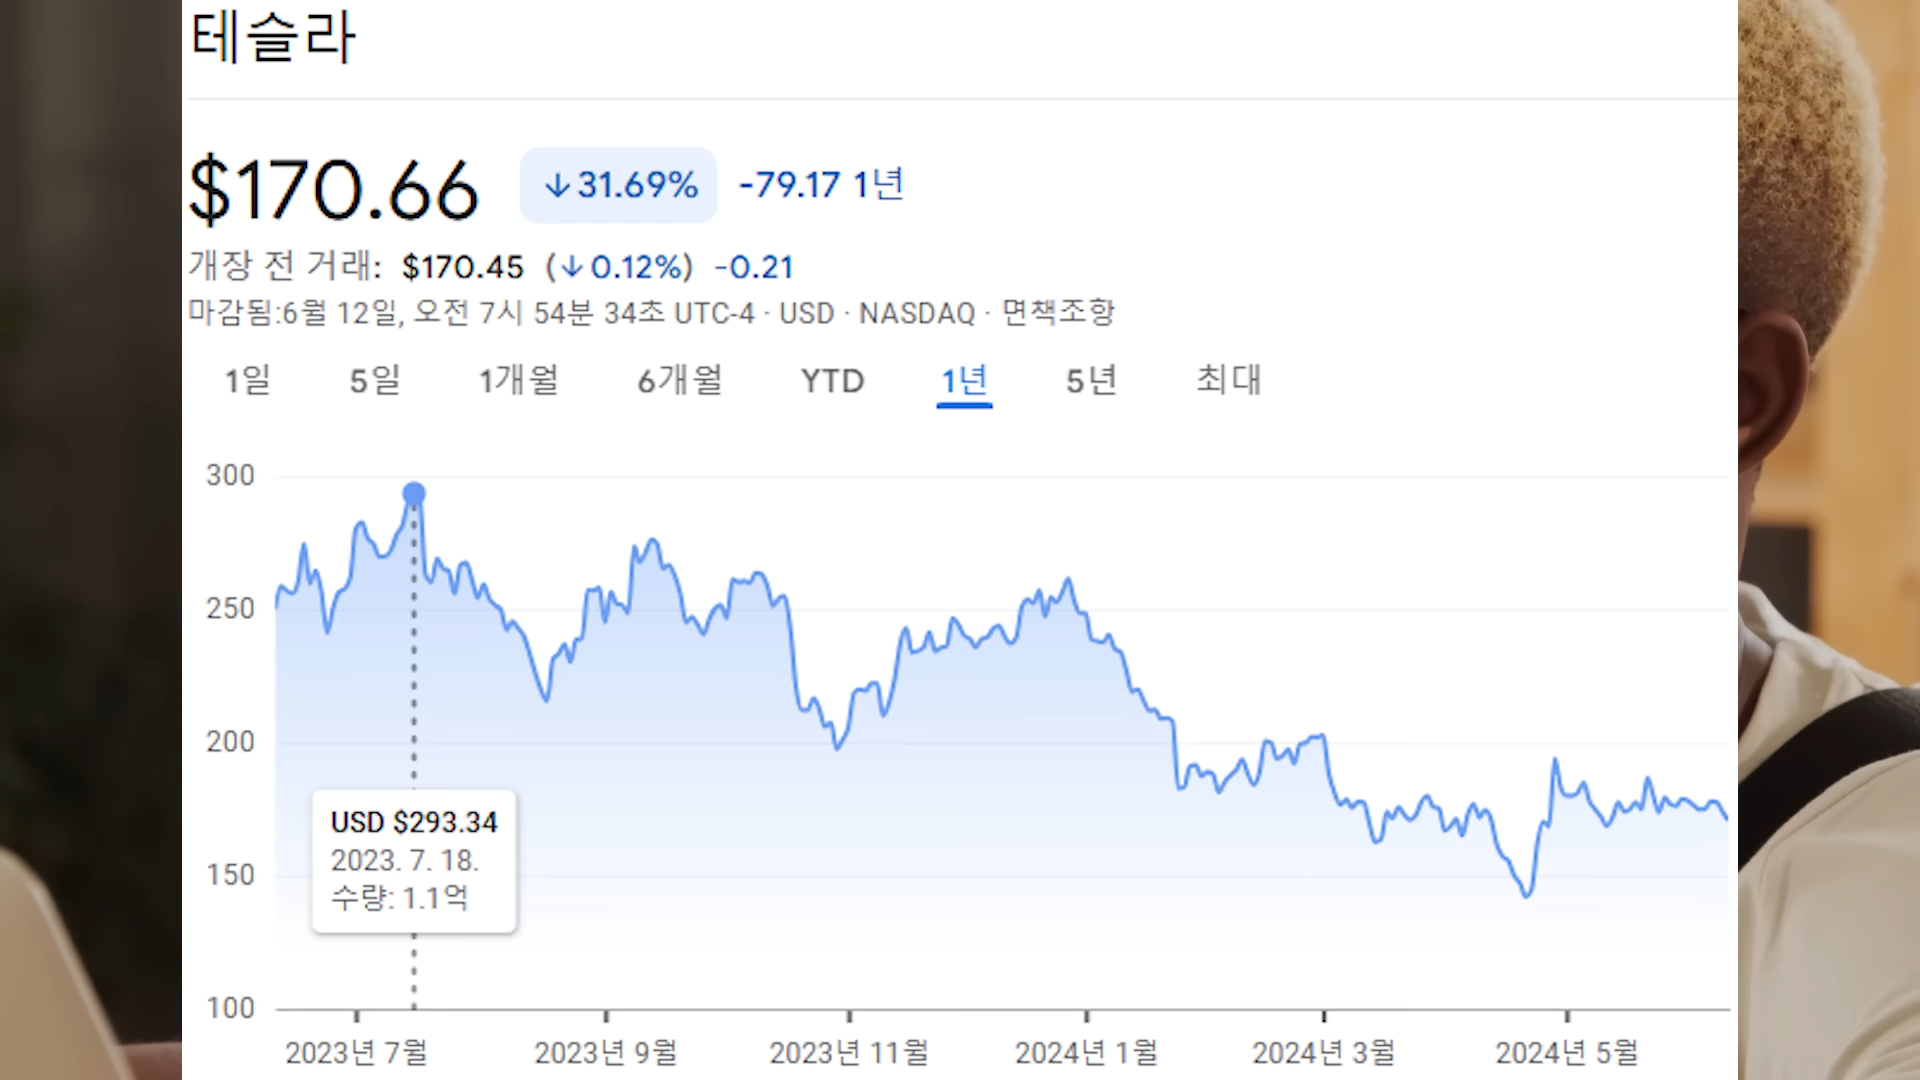 테슬라
$170.66 ↓31.69% -79.17 1년
개장 전 거래: $170.45 (↓0.12%) -0.21
마감됨:6월 12일, 오전 7시 54분 34초 UTC-4 · USD · NASDAQ · 면책조항
1일 5일 1개월 6개월 YTD 1년 5년 최대
300
250
200
150
100
USD $293.34
2023. 7. 18.
수량: 1.1억
2023년 7월 2023년 9월 2023년 11월 2024년 1월 2024년 3월 2024년 5월